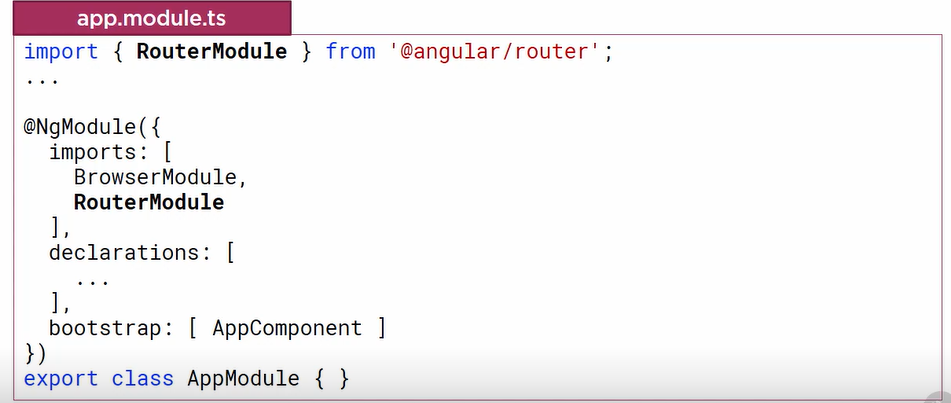 app.module.ts
import { RouterModule } from '@angular/router';
...
@NgModule({
  imports: [
    BrowserModule,
    RouterModule
  ],
  declarations: [
    ...
  ],
  bootstrap: [ AppComponent ]
})
export class AppModule { }